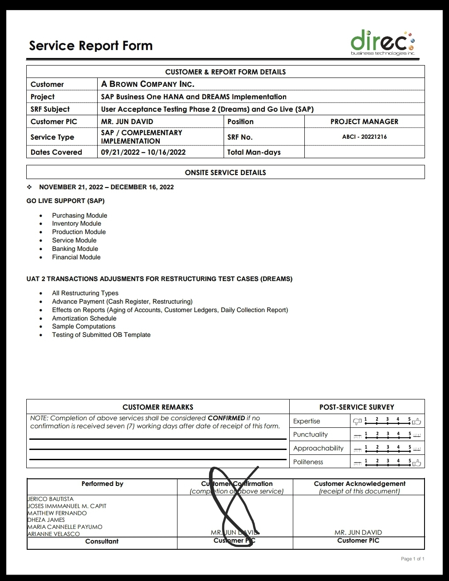 Service Report Form
direc
business technologies inc.
CUSTOMER & REPORT FORM DETAILS
Customer A BROWN COMPANY INC.
Project SAP Business One HANA and DREAMS Implementation
SRF Subject User Acceptance Testing Phase 2 (Dreams) and Go Live (SAP)
Customer PIC MR. JUN DAVID Position PROJECT MANAGER
Service Type SAP / COMPLEMENTARY IMPLEMENTATION SRF No. ABCI - 20221216
Dates Covered 09/21/2022 – 10/16/2022 Total Man-days
ONSITE SERVICE DETAILS
❖ NOVEMBER 21, 2022 – DECEMBER 16, 2022
GO LIVE SUPPORT (SAP)
• Purchasing Module
• Inventory Module
• Production Module
• Service Module
• Banking Module
• Financial Module
UAT 2 TRANSACTIONS ADJUSMENTS FOR RESTRUCTURING TEST CASES (DREAMS)
• All Restructuring Types
• Advance Payment (Cash Register, Restructuring)
• Effects on Reports (Aging of Accounts, Customer Ledgers, Daily Collection Report)
• Amortization Schedule
• Sample Computations
• Testing of Submitted OB Template
CUSTOMER REMARKS POST-SERVICE SURVEY
NOTE: Completion of above services shall be considered CONFIRMED if no
confirmation is received seven (7) working days after date of receipt of this form.
Expertise 1 2 3 4 5
Punctuality 1 2 3 4 5
Approachability 1 2 3 4 5
Politeness 1 2 3 4 5
Performed by Customer Confirmation Customer Acknowledgement
(completion of above service) (receipt of this document)
JERICO BAUTISTA
JOSES IMMMANUEL M. CAPIT
MATTHEW FERNANDO
DHEZA JAMES
MARIA CANNELLE PAYUMO
ARIANNE VELASCO MR. JUN DAVID MR. JUN DAVID
Consultant Customer PIC Customer PIC
Page 1 of 1